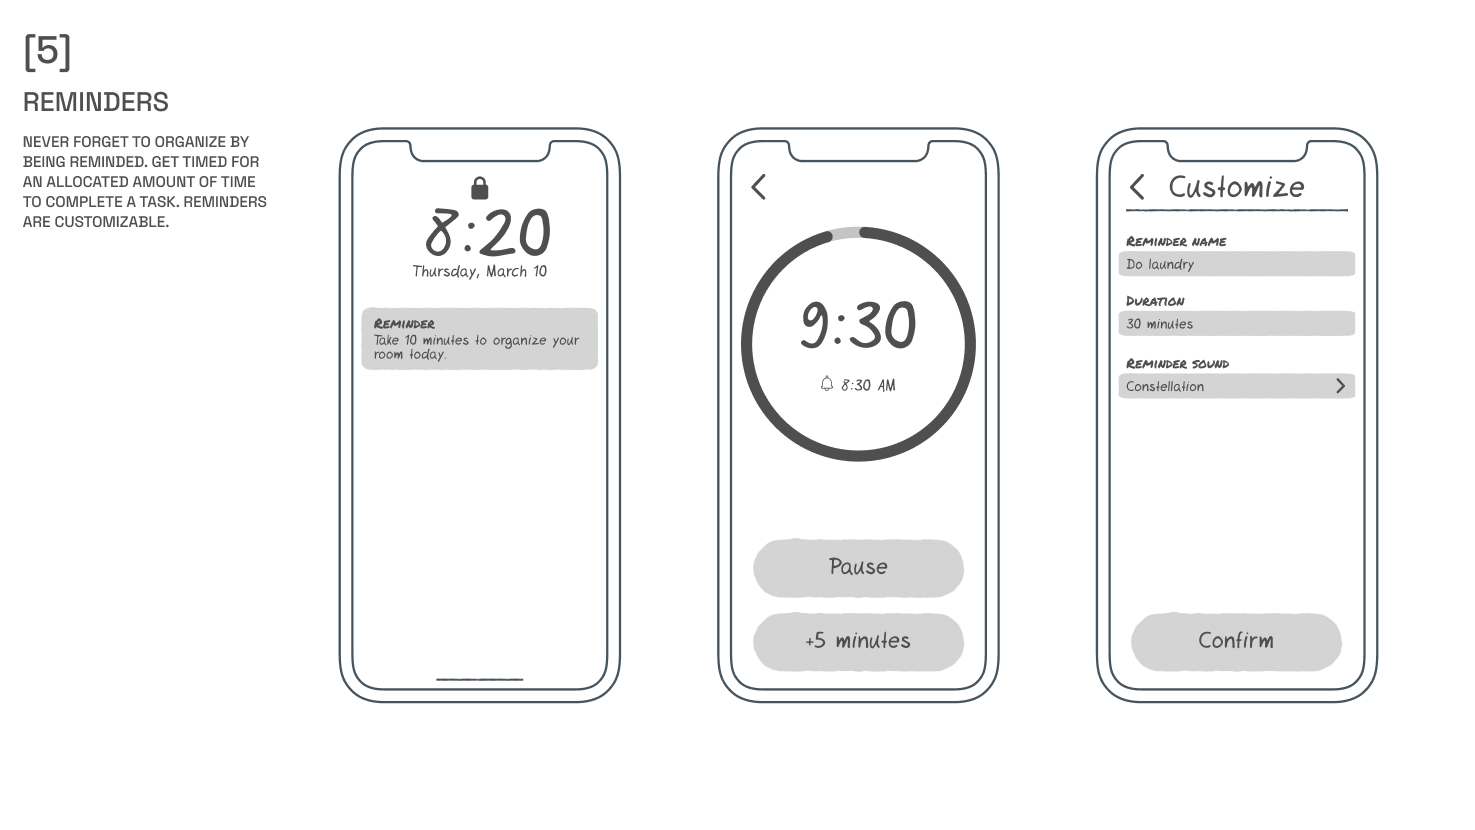 [5]
REMINDERS
NEVER FORGET TO ORGANIZE BY
BEING REMINDED. GET TIMED FOR
AN ALLOCATED AMOUNT OF TIME
TO COMPLETE A TASK. REMINDERS
ARE CUSTOMIZABLE.
8:20
Thursday, March 10
REMINDER
Take 10 minutes to organize your
room today.
9:30
8:30 AM
Pause
+5 minutes
Customize
REMINDER NAME
Do laundry
DURATION
30 minutes
REMINDER SOUND
Constellation
Confirm